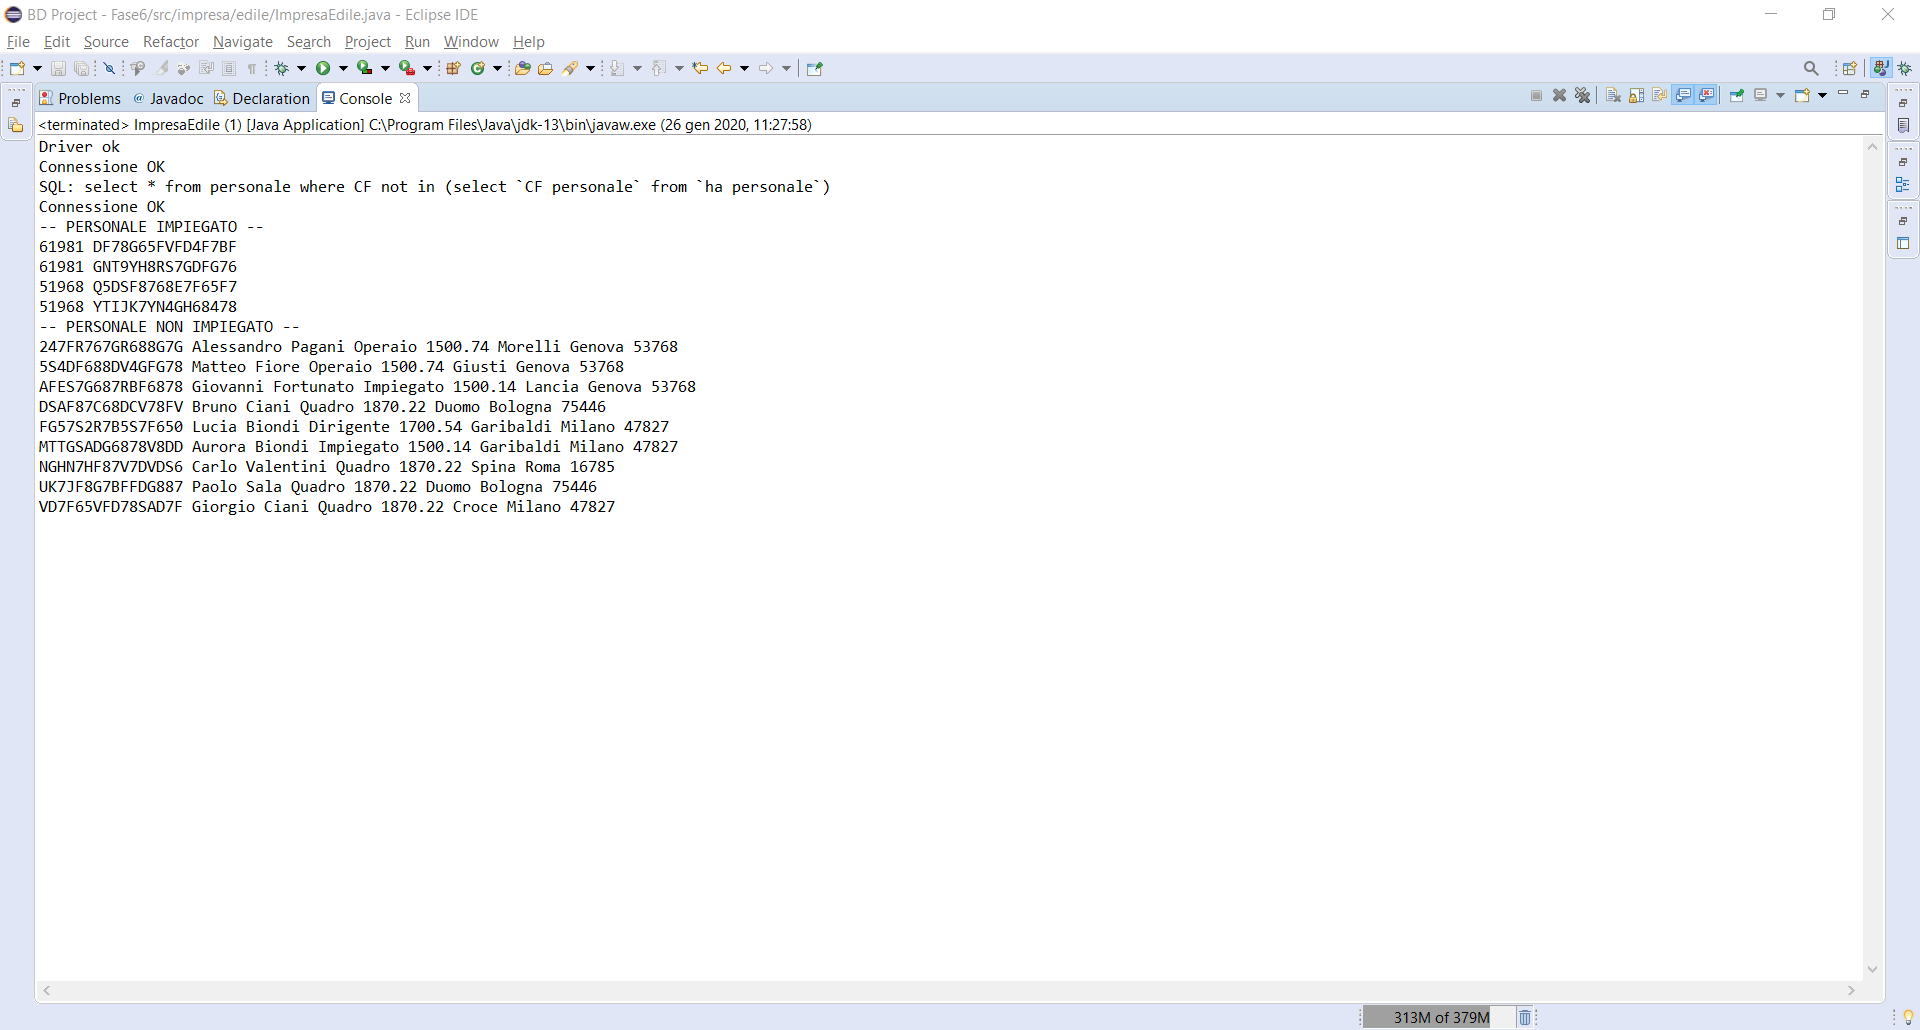 BD Project - Fase6/src/impresa/edile/ImpresaEdile.java - Eclipse IDE
File Edit Source Refactor Navigate Search Project Run Window Help
Problems Javadoc Declaration Console
<terminated> ImpresaEdile (1) [Java Application] C:\Program Files\Java\jdk-13\bin\javaw.exe (26 gen 2020, 11:27:58)
Driver ok
Connessione OK
SQL: select * from personale where CF not in (select `CF personale` from `ha personale`)
Connessione OK
-- PERSONALE IMPIEGATO --
61981 DF78G65FVFD4F7BF
61981 GNT9YH8RS7GDFG76
51968 Q5DSF8768E7F65F7
51968 YTIJK7YN4GH68478
-- PERSONALE NON IMPIEGATO --
247FR767GR688G7G Alessandro Pagani Operaio 1500.74 Morelli Genova 53768
5S4DF688DV4GFG78 Matteo Fiore Operaio 1500.74 Giusti Genova 53768
AFES7G687RBF6878 Giovanni Fortunato Impiegato 1500.14 Lancia Genova 53768
DSAF87C68DCV78FV Bruno Ciani Quadro 1870.22 Duomo Bologna 75446
FG57S2R7B5S7F650 Lucia Biondi Dirigente 1700.54 Garibaldi Milano 47827
MTTGSADG6878V8DD Aurora Biondi Impiegato 1500.14 Garibaldi Milano 47827
NGHN7HF87V7DVDS6 Carlo Valentini Quadro 1870.22 Spina Roma 16785
UK7JF8G7BFFDG887 Paolo Sala Quadro 1870.22 Duomo Bologna 75446
VD7F65VFD78SAD7F Giorgio Ciani Quadro 1870.22 Croce Milano 47827
313M of 379M